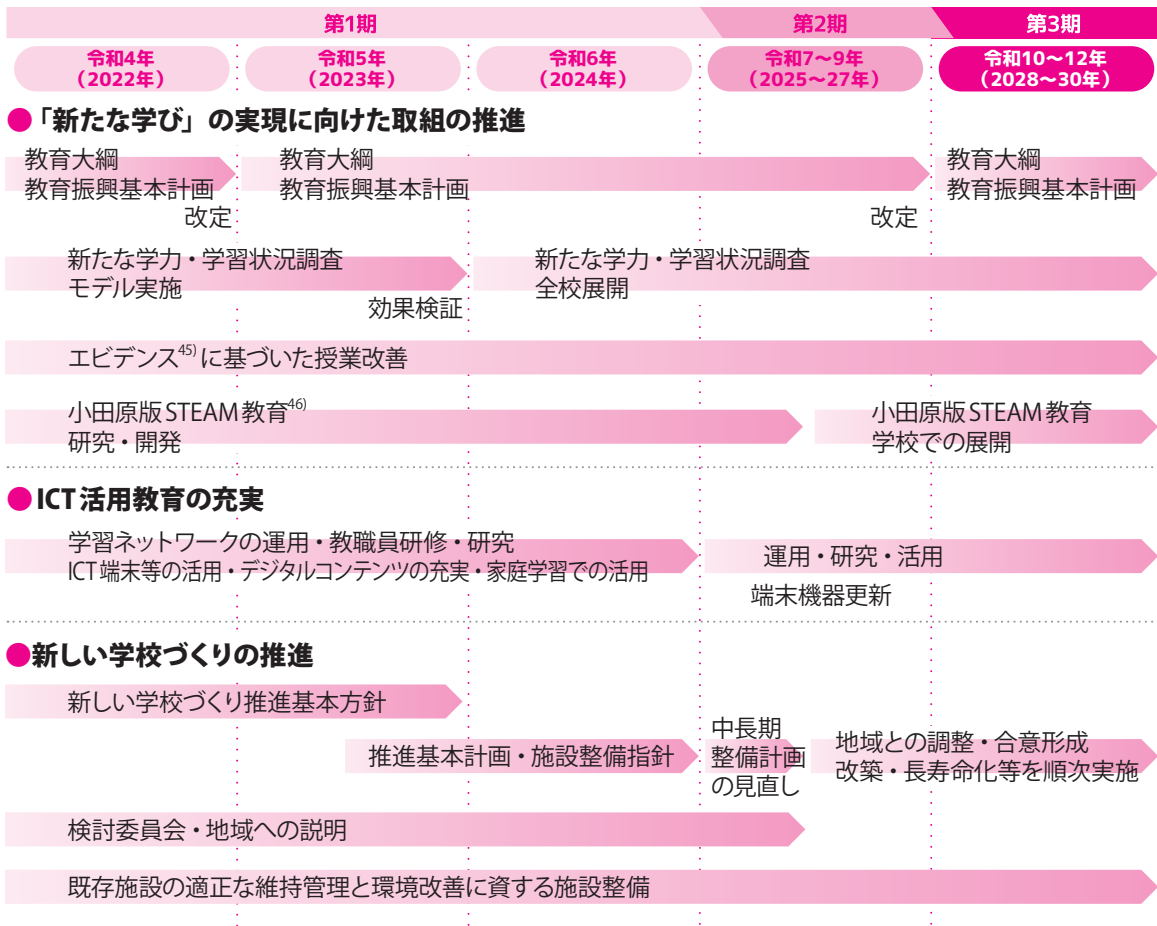 第1期
第2期
第3期
令和4年
(2022年)
令和5年
(2023年)
令和6年
(2024年)
令和7〜9年
(2025〜27年)
令和10〜12年
(2028〜30年)
●「新たな学び」の実現に向けた取組の推進
教育大綱
教育振興基本計画
改定
教育大綱
教育振興基本計画
改定
教育大綱
教育振興基本計画
新たな学力・学習状況調査
モデル実施
効果検証
新たな学力・学習状況調査
全校展開
エビデンス45)に基づいた授業改善
小田原版STEAM教育46)
研究・開発
小田原版STEAM教育
学校での展開
●ICT活用教育の充実
学習ネットワークの運用・教職員研修・研究
ICT端末等の活用・デジタルコンテンツの充実・家庭学習での活用
運用・研究・活用
端末機器更新
●新しい学校づくりの推進
新しい学校づくり推進基本方針
推進基本計画・施設整備指針
中長期
整備計画
の見直し
地域との調整・合意形成
改築・長寿命化等を順次実施
検討委員会・地域への説明
既存施設の適正な維持管理と環境改善に資する施設整備